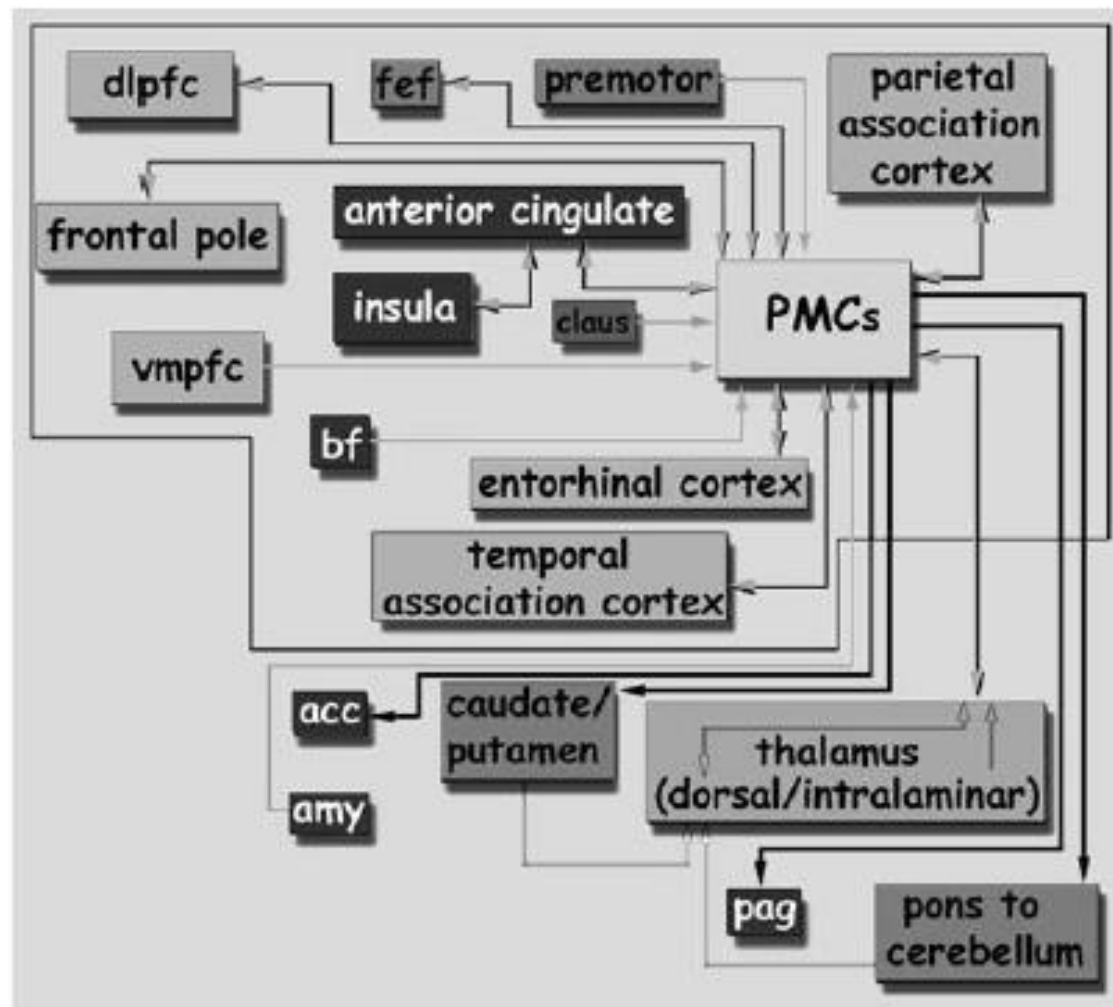 dlpfc
fef
premotor
parietal
association
cortex
frontal pole
anterior cingulate
insula
claus
PMCs
vmpfc
bf
entorhinal cortex
temporal
association cortex
acc
caudate/
putamen
thalamus
(dorsal/intralaminar)
amy
pag
pons to
cerebellum